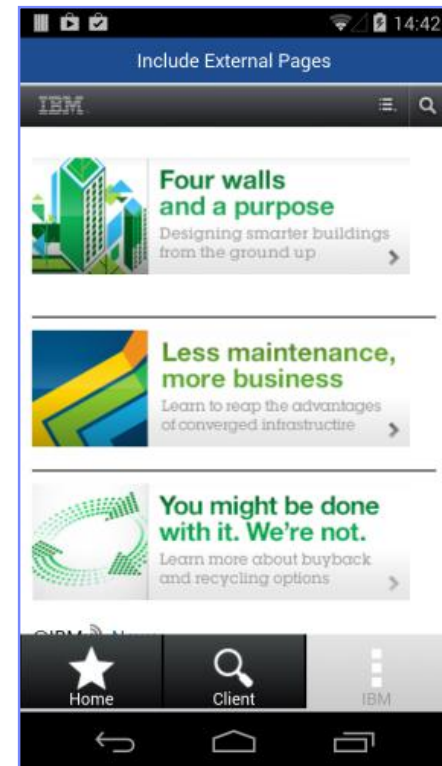 14:42
Include External Pages
IBM
Four walls
and a purpose
Designing smarter buildings
from the ground up
Less maintenance,
more business
Learn to reap the advantages
of converged infrastructire
You might be done
with it. We're not.
Learn more about buyback
and recycling options
Home
Client
IBM